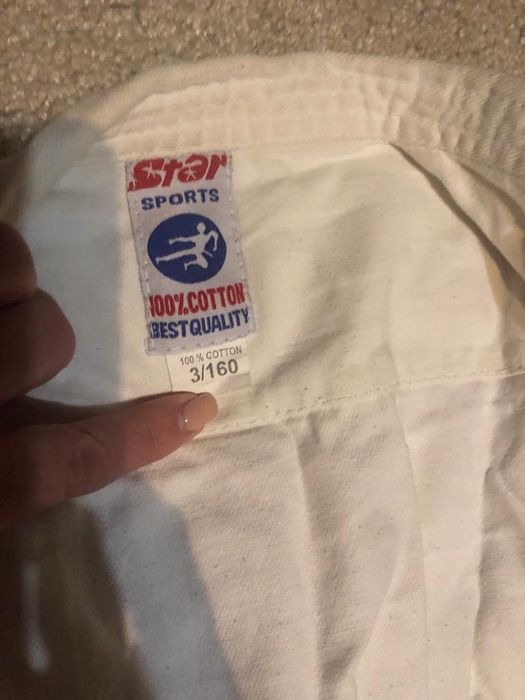 Star
SPORTS
100% COTTON
BEST QUALITY
100 % COTTON
3/160